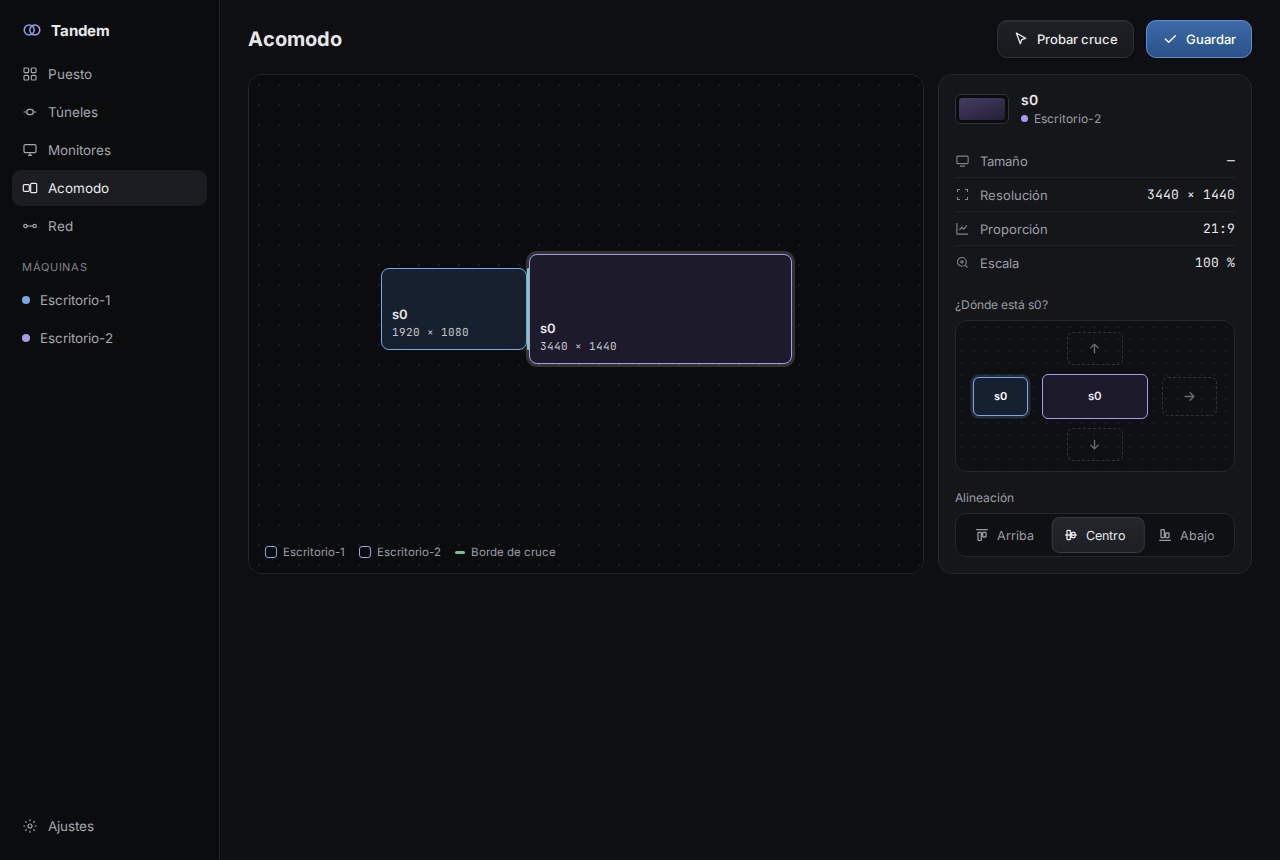 Tandem
Puesto
Túneles
Monitores
Acomodo
Red
MÁQUINAS
Escritorio-1
Escritorio-2
Ajustes
Acomodo
Probar cruce
Guardar
s0
1920 × 1080
s0
3440 × 1440
Escritorio-1
Escritorio-2
Borde de cruce
s0
Escritorio-2
Tamaño —
Resolución 3440 × 1440
Proporción 21:9
Escala 100 %
¿Dónde está s0?
s0
s0
Alineación
Arriba
Centro
Abajo